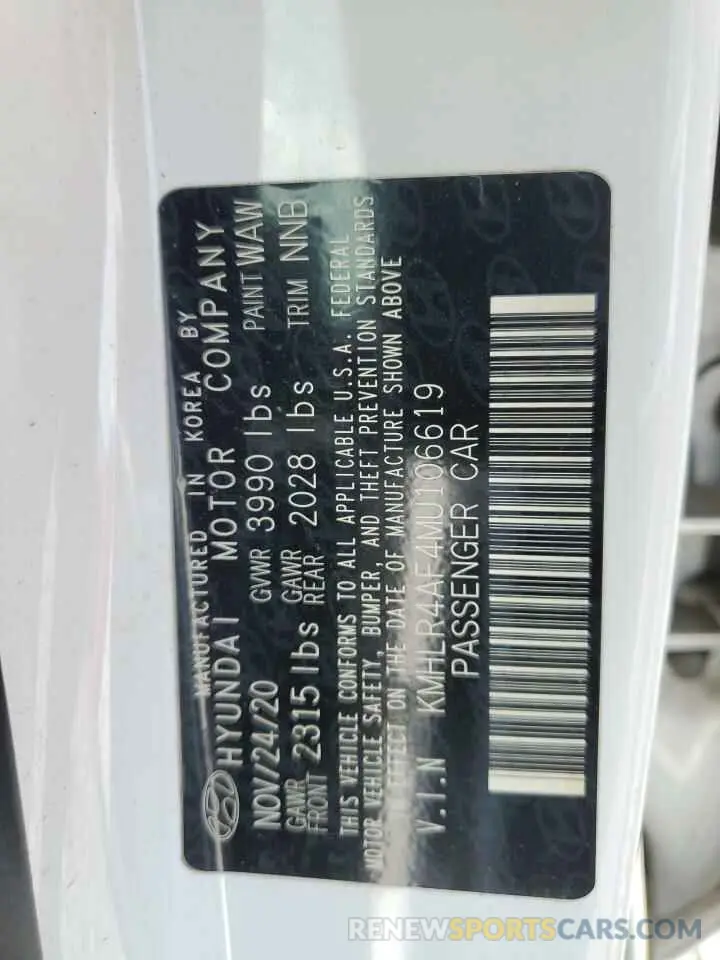 MANUFACTURED IN KOREA BY
HYUNDAI MOTOR COMPANY
NOV/24/20 GVWR 3990 lbs PAINT WAW
GAWR FRONT 2315 lbs GAWR REAR 2028 lbs TRIM NNB
THIS VEHICLE CONFORMS TO ALL APPLICABLE U.S.A. FEDERAL
MOTOR VEHICLE SAFETY, BUMPER, AND THEFT PREVENTION STANDARDS
IN EFFECT ON THE DATE OF MANUFACTURE SHOWN ABOVE
V.I.N KMHLR4AF4MU106619
PASSENGER CAR
RENEWSPORTSCARS.COM